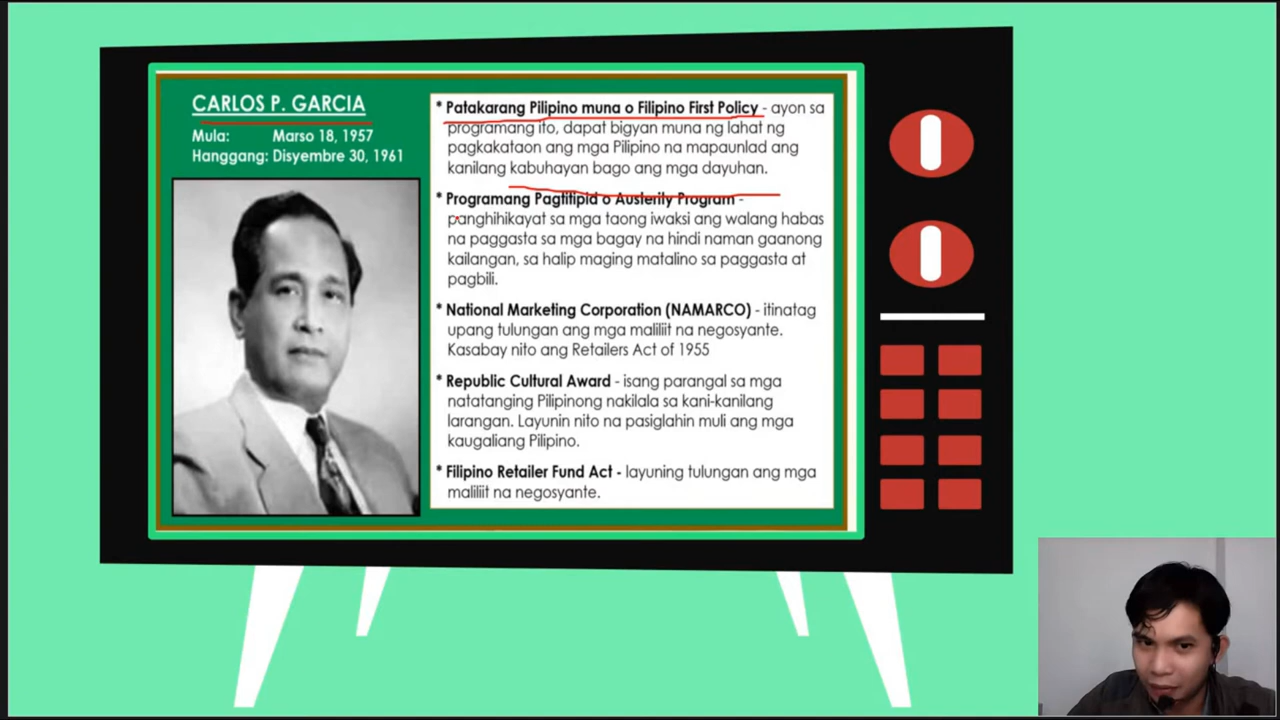 CARLOS P. GARCIA
Mula: Marso 18, 1957
Hanggang: Disyembre 30, 1961
* Patakarang Pilipino muna o Filipino First Policy - ayon sa
programang ito, dapat bigyan muna ng lahat ng
pagkakataon ang mga Pilipino na mapaunlad ang
kanilang kabuhayan bago ang mga dayuhan.
* Programang Pagtitipid o Austerity Program -
panghihikayat sa mga taong iwaksi ang walang habas
na paggasta sa mga bagay na hindi naman gaanong
kailangan, sa halip maging matalino sa paggasta at
pagbili.
* National Marketing Corporation (NAMARCO) - itinatag
upang tulungan ang mga maliliit na negosyante.
Kasabay nito ang Retailers Act of 1955
* Republic Cultural Award - isang parangal sa mga
natatanging Pilipinong nakilala sa kani-kanilang
larangan. Layunin nito na pasiglahin muli ang mga
kaugaliang Pilipino.
* Filipino Retailer Fund Act - layuning tulungan ang mga
maliliit na negosyante.